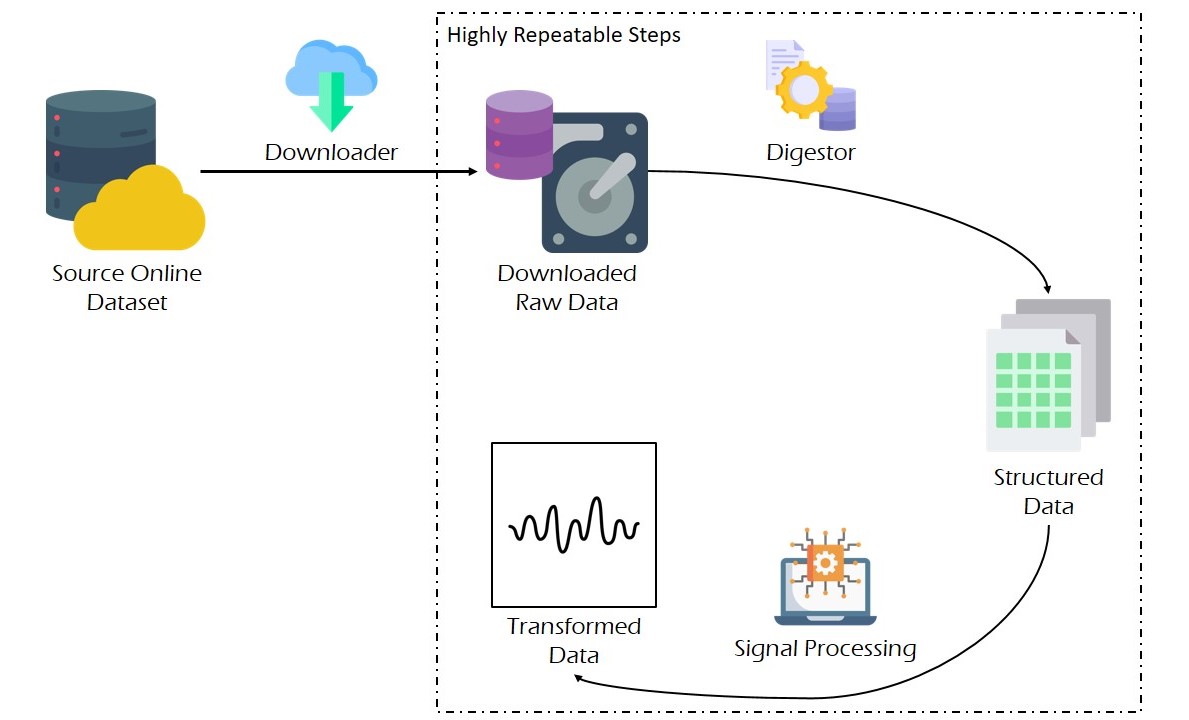 Highly Repeatable Steps
Downloader
Digestor
Source Online
Dataset
Downloaded
Raw Data
Structured
Data
Transformed
Data
Signal Processing